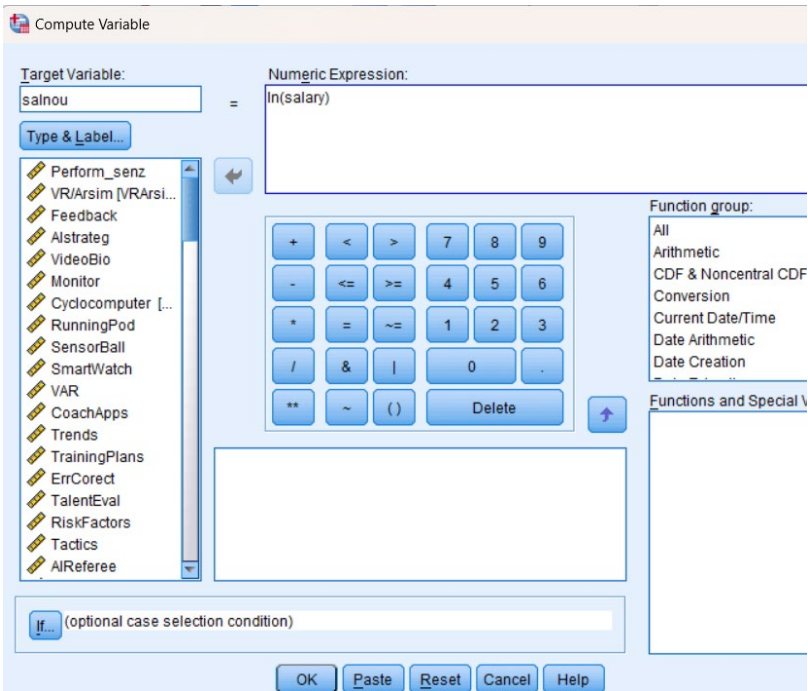 Compute Variable
Target Variable:
salnou
=
Numeric Expression:
ln(salary)
Type & Label...
Perform_senz
VR/Arsim [VRArsi...
Feedback
AIstrateg
VideoBio
Monitor
Cyclocomputer [...
RunningPod
SensorBall
SmartWatch
VAR
CoachApps
Trends
TrainingPlans
ErrCorect
TalentEval
RiskFactors
Tactics
AIReferee
+ < > 7 8 9
- <= >= 4 5 6
* = ~= 1 2 3
/ & | 0 .
** ~ ( ) Delete
Function group:
All
Arithmetic
CDF & Noncentral CDF
Conversion
Current Date/Time
Date Arithmetic
Date Creation
Functions and Special V
If... (optional case selection condition)
OK Paste Reset Cancel Help